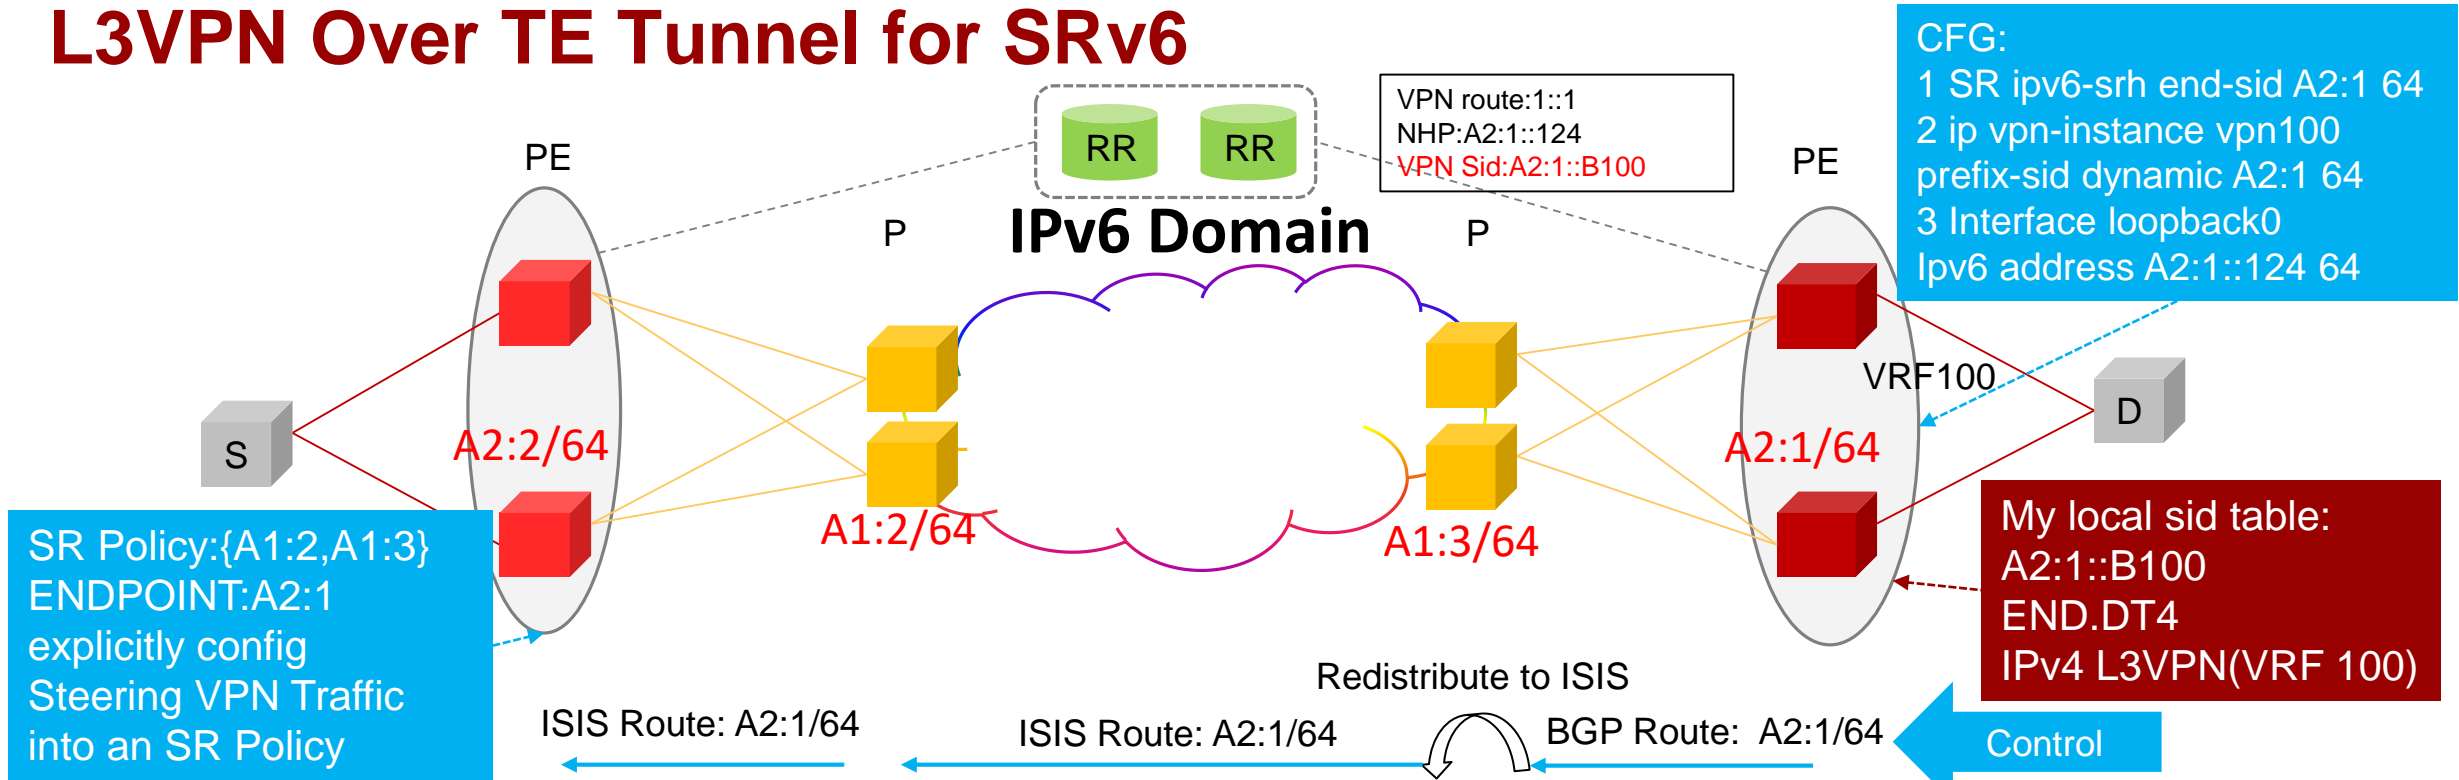 L3VPN Over TE Tunnel for SRv6
CFG:
1 SR ipv6-srh end-sid A2:1 64
2 ip vpn-instance vpn100
prefix-sid dynamic A2:1 64
3 Interface loopback0
Ipv6 address A2:1::124 64
RR
RR
VPN route:1::1
NHP:A2:1::124
VPN Sid:A2:1::B100
PE
PE
P
IPv6 Domain
P
VRF100
S
D
A2:2/64
A2:1/64
A1:2/64
A1:3/64
SR Policy:{A1:2,A1:3}
ENDPOINT:A2:1
explicitly config
Steering VPN Traffic
into an SR Policy
My local sid table:
A2:1::B100
END.DT4
IPv4 L3VPN(VRF 100)
Redistribute to ISIS
ISIS Route: A2:1/64
ISIS Route: A2:1/64
BGP Route: A2:1/64
Control